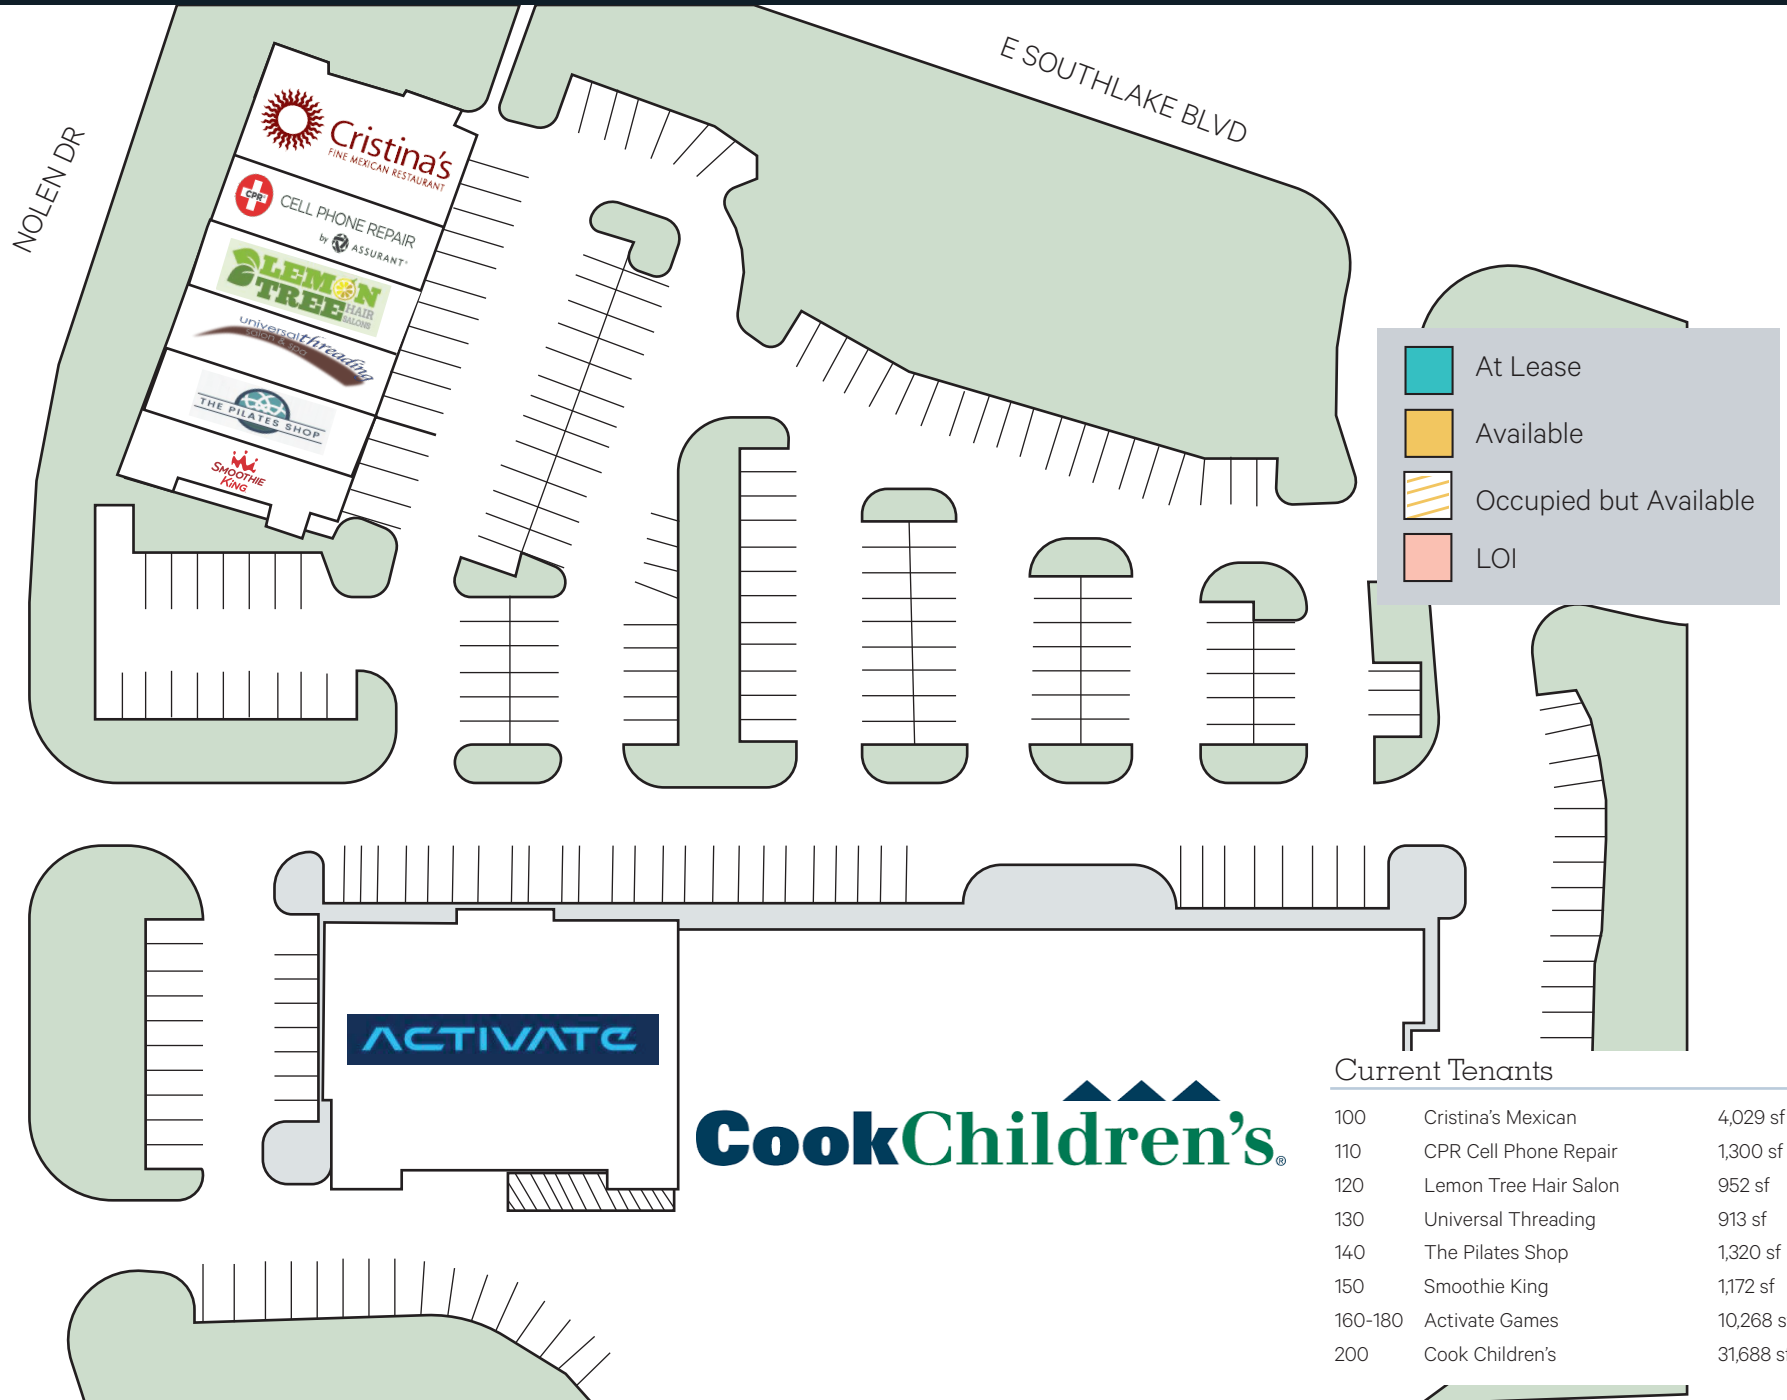 E SOUTHLAKE BLVD
NOLEN DR
Cristina's
FINE MEXICAN RESTAURANT
CPR
CELL PHONE REPAIR
by ASSURANT
LEMON
TREE HAIR
SALONS
universalthreading
salon & spa
THE PILATES SHOP
SMOOTHIE
KING
At Lease
Available
Occupied but Available
LOI
ACTIVATE
CookChildren's®
Current Tenants
100 Cristina's Mexican 4,029 sf
110 CPR Cell Phone Repair 1,300 sf
120 Lemon Tree Hair Salon 952 sf
130 Universal Threading 913 sf
140 The Pilates Shop 1,320 sf
150 Smoothie King 1,172 sf
160-180 Activate Games 10,268 s
200 Cook Children's 31,688 sf